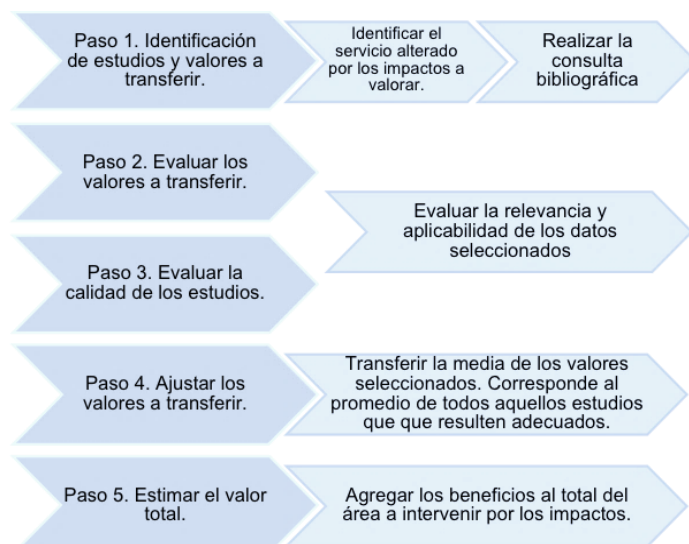 Paso 1. Identificación
de estudios y valores a
transferir.
Identificar el
servicio alterado
por los impactos a
valorar.
Realizar la
consulta
bibliográfica
Paso 2. Evaluar los
valores a transferir.
Evaluar la relevancia y
aplicabilidad de los datos
seleccionados
Paso 3. Evaluar la
calidad de los estudios.
Paso 4. Ajustar los
valores a transferir.
Transferir la media de los valores
seleccionados. Corresponde al
promedio de todos aquellos estudios
que que resulten adecuados.
Paso 5. Estimar el valor
total.
Agregar los beneficios al total del
área a intervenir por los impactos.